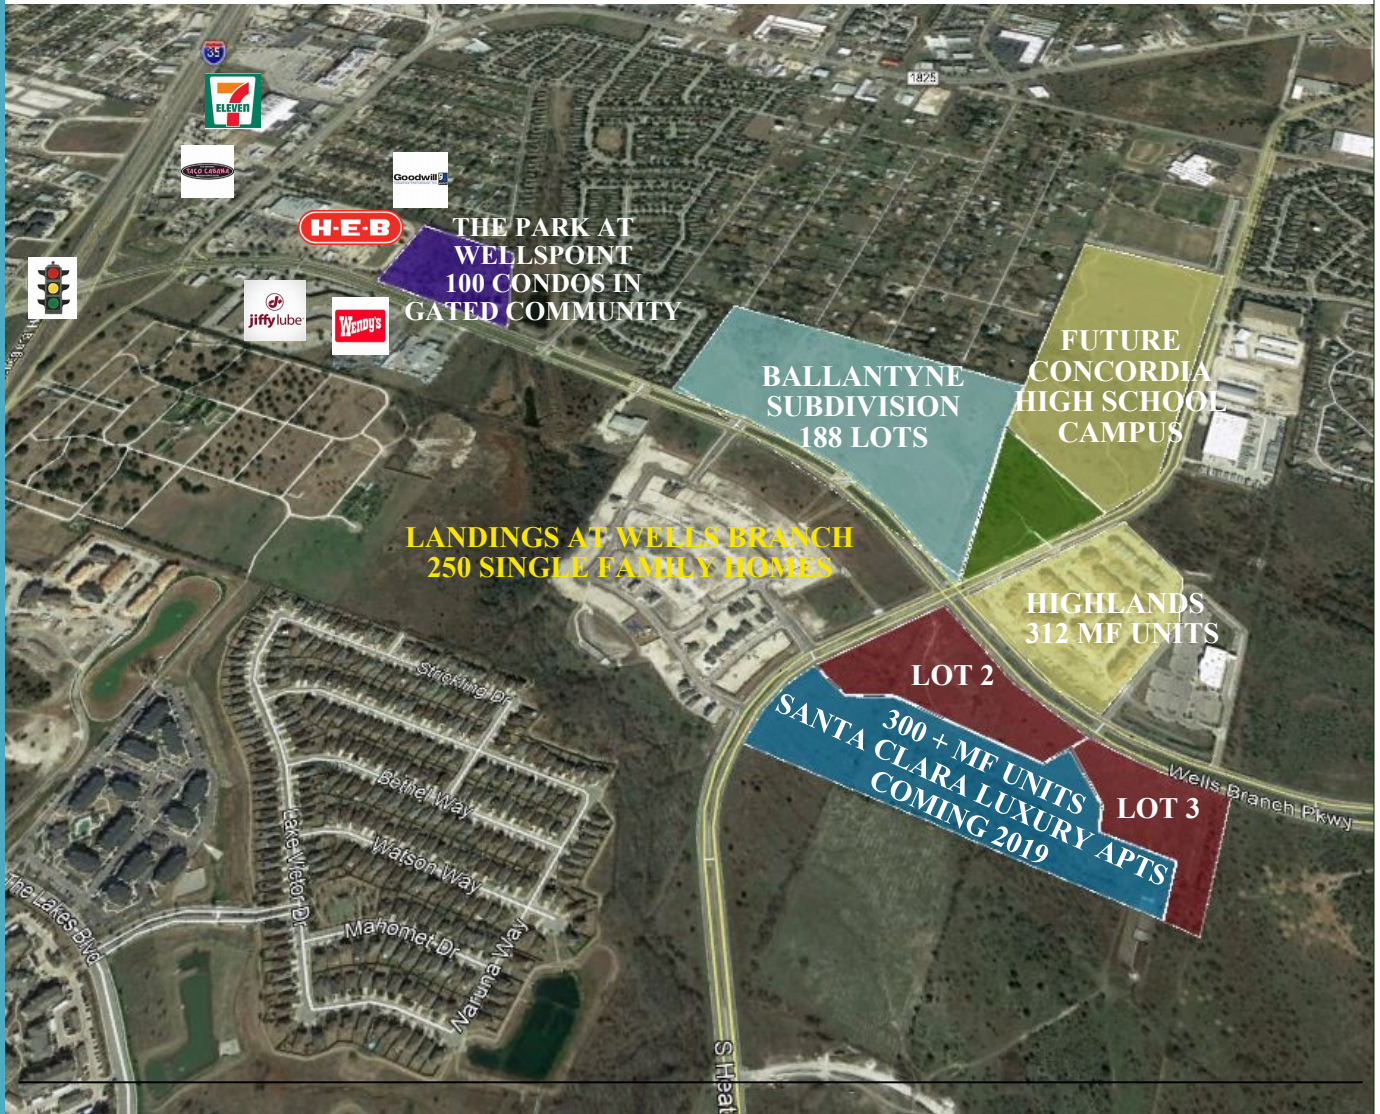 35
1825
7
ELEVEN
TACO CABANA
Goodwill
H-E-B
THE PARK AT
WELLSPOINT
100 CONDOS IN
GATED COMMUNITY
jiffy lube
WENDY'S
BALLANTYNE
SUBDIVISION
188 LOTS
FUTURE
CONCORDIA
HIGH SCHOOL
CAMPUS
LANDINGS AT WELLS BRANCH
250 SINGLE FAMILY HOMES
HIGHLANDS
312 MF UNITS
LOT 2
300 + MF UNITS
SANTA CLARA LUXURY APTS
COMING 2019
LOT 3
Wells Branch Pkwy
Strickling Dr
Bethel Way
Watson Way
Lake Victor Dr
Mahomet Dr
Naruna Way
The Lakes Blvd
S Heat